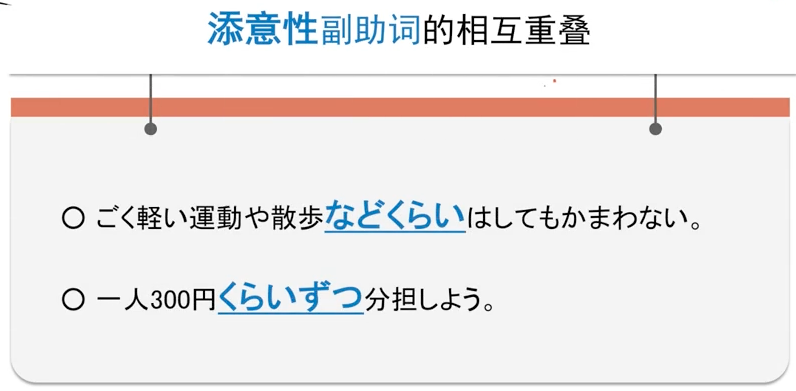 添意性副助词的相互重叠
○ ごく軽い運動や散歩などくらいはしてもかまわない。
○ 一人300円くらいずつ分担しよう。